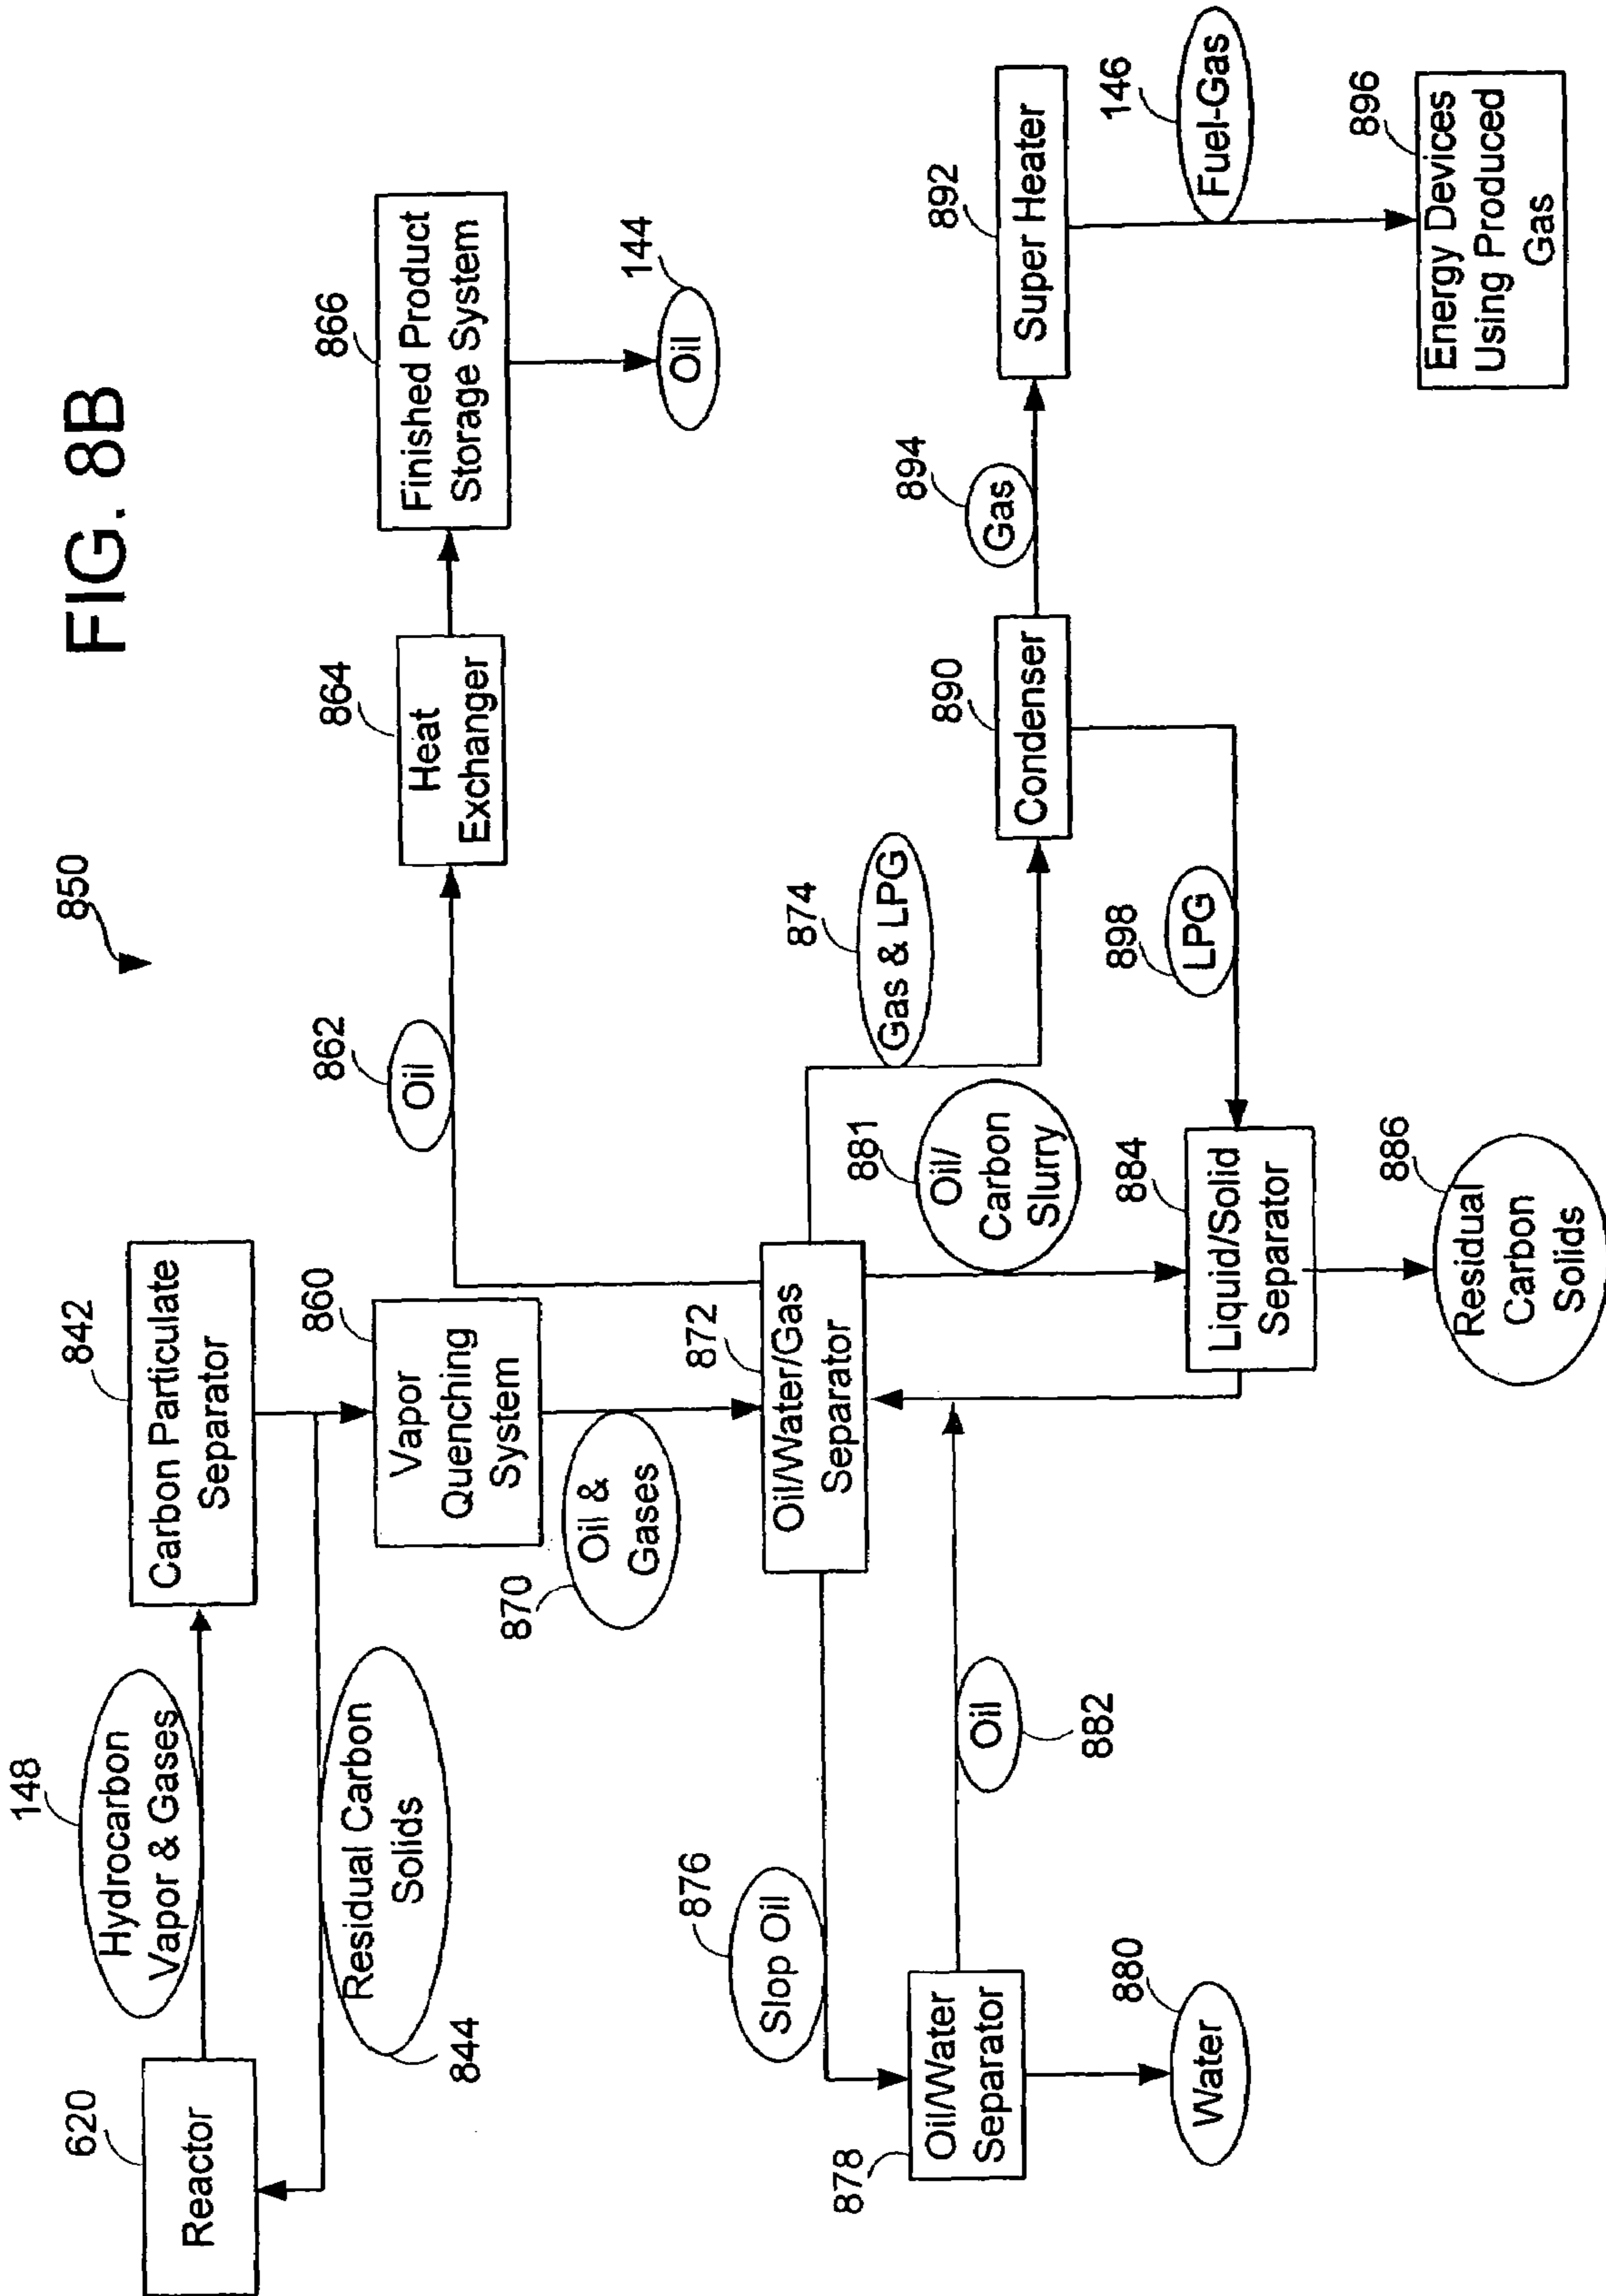 FIG. 8B
850
620
Reactor
148
Hydrocarbon
Vapor & Gases
842
Carbon Particulate
Separator
Residual Carbon
Solids
844
860
Vapor
Quenching
System
862
Oil
864
Heat
Exchanger
866
Finished Product
Storage System
144
Oil
870
Oil &
Gases
872
Oil/Water/Gas
Separator
874
Gas & LPG
876
Slop Oil
878
Oil/Water
Separator
880
Water
Oil
882
881
Oil/
Carbon
Slurry
884
Liquid/Solid
Separator
886
Residual
Carbon
Solids
890
Condenser
898
LPG
894
Gas
892
Super Heater
146
Fuel-Gas
896
Energy Devices
Using Produced
Gas